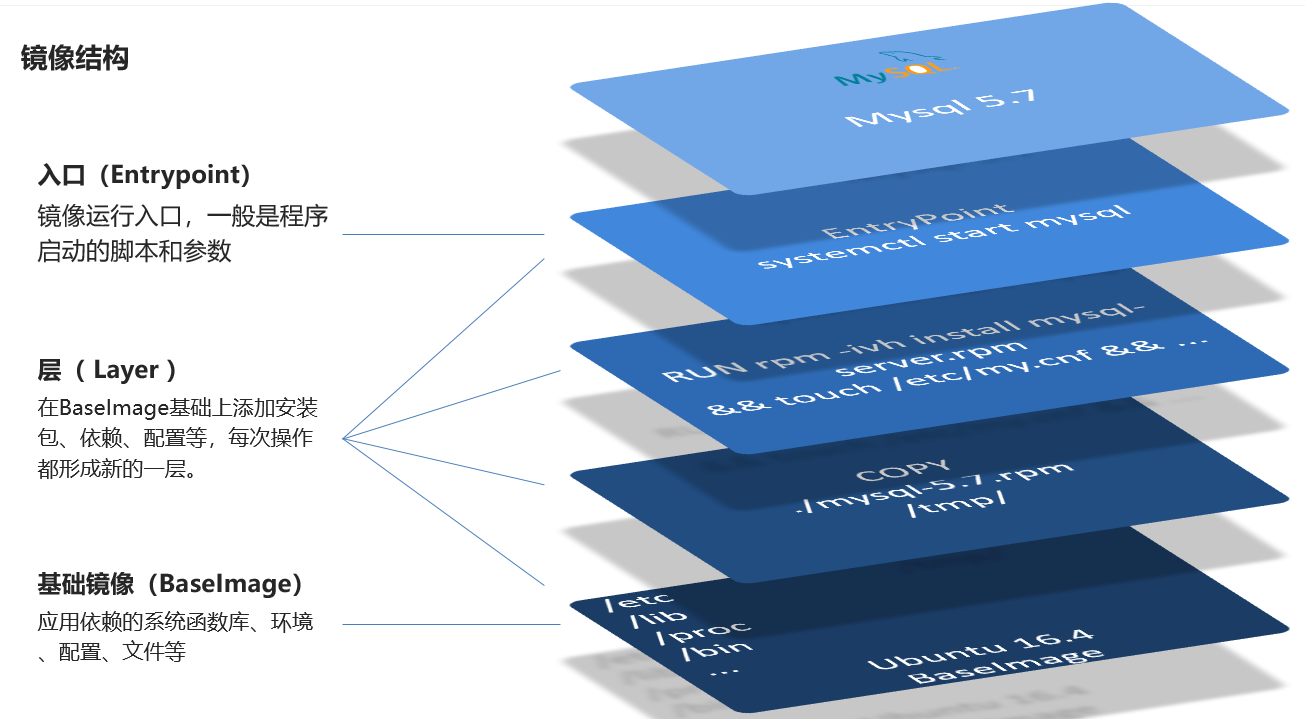 镜像结构
入口（Entrypoint）
镜像运行入口，一般是程序
启动的脚本和参数
层（ Layer ）
在BaseImage基础上添加安装
包、依赖、配置等，每次操作
都形成新的一层。
基础镜像（BaseImage）
应用依赖的系统函数库、环境
、配置、文件等
MySQL
Mysql 5.7
EntryPoint
systemctl start mysql
RUN rpm -ivh install mysql-
server.rpm
&& touch /etc/my.cnf && ...
COPY
./mysql-5.7.rpm
/tmp/
/etc
/lib
/proc
/bin
...
Ubuntu 16.4
BaseImage